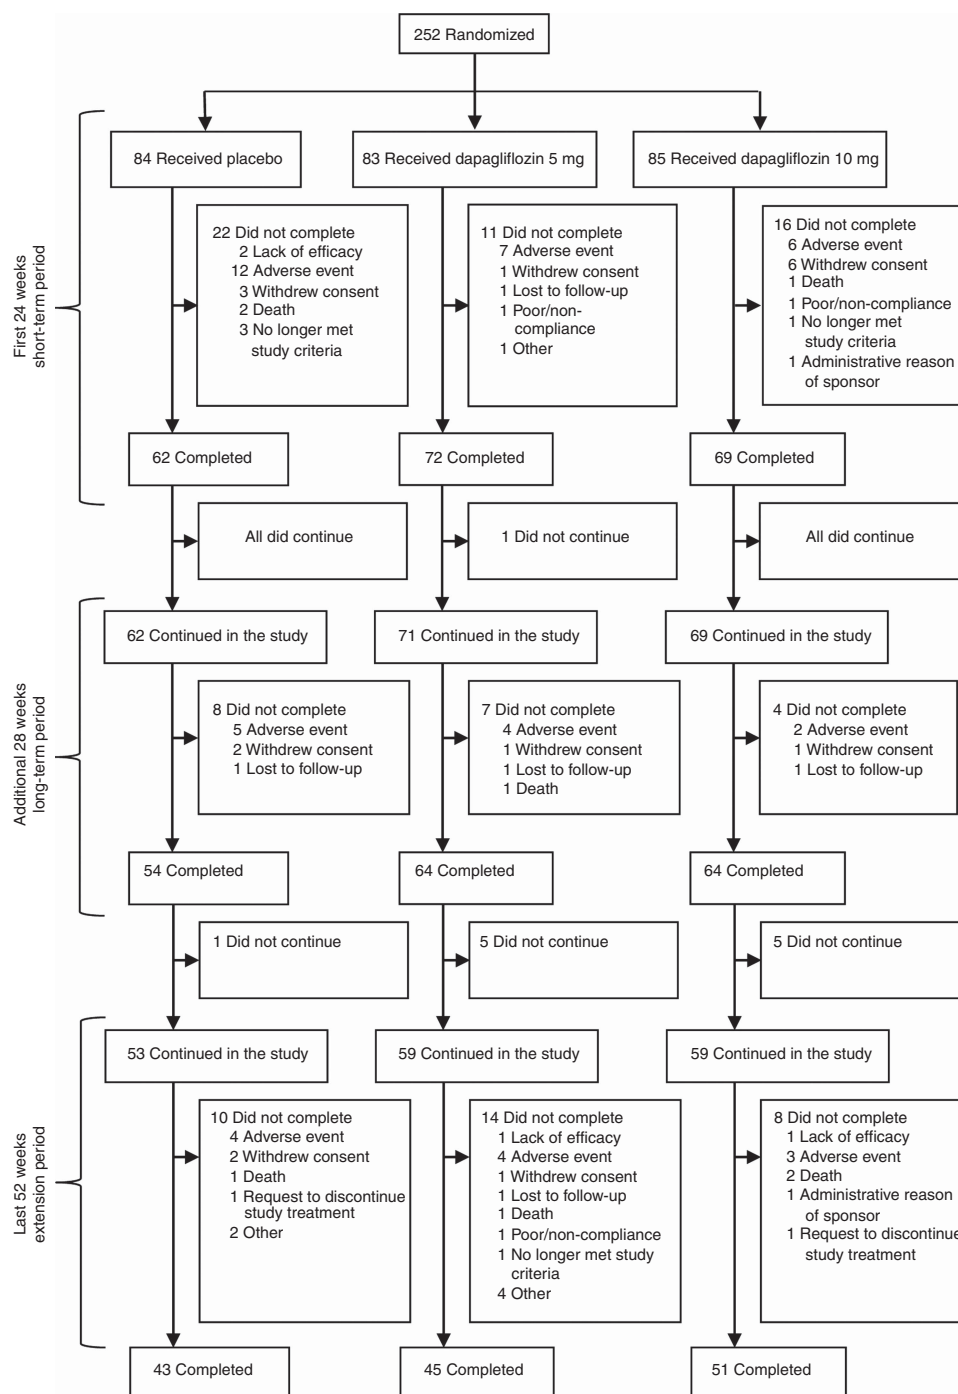 252 Randomized
84 Received placebo
83 Received dapagliflozin 5 mg
85 Received dapagliflozin 10 mg
First 24 weeks
short-term period
22 Did not complete
2 Lack of efficacy
12 Adverse event
3 Withdrew consent
2 Death
3 No longer met
study criteria
11 Did not complete
7 Adverse event
1 Withdrew consent
1 Lost to follow-up
1 Poor/non-
compliance
1 Other
16 Did not complete
6 Adverse event
6 Withdrew consent
1 Death
1 Poor/non-compliance
1 No longer met
study criteria
1 Administrative reason
of sponsor
62 Completed
72 Completed
69 Completed
All did continue
1 Did not continue
All did continue
Additional 28 weeks
long-term period
62 Continued in the study
71 Continued in the study
69 Continued in the study
8 Did not complete
5 Adverse event
2 Withdrew consent
1 Lost to follow-up
7 Did not complete
4 Adverse event
1 Withdrew consent
1 Lost to follow-up
1 Death
4 Did not complete
2 Adverse event
1 Withdrew consent
1 Lost to follow-up
54 Completed
64 Completed
64 Completed
1 Did not continue
5 Did not continue
5 Did not continue
Last 52 weeks
extension period
53 Continued in the study
59 Continued in the study
59 Continued in the study
10 Did not complete
4 Adverse event
2 Withdrew consent
1 Death
1 Request to discontinue
study treatment
2 Other
14 Did not complete
1 Lack of efficacy
4 Adverse event
1 Withdrew consent
1 Lost to follow-up
1 Death
1 Poor/non-compliance
1 No longer met study
criteria
4 Other
8 Did not complete
1 Lack of efficacy
3 Adverse event
2 Death
1 Administrative reason
of sponsor
1 Request to discontinue
study treatment
43 Completed
45 Completed
51 Completed